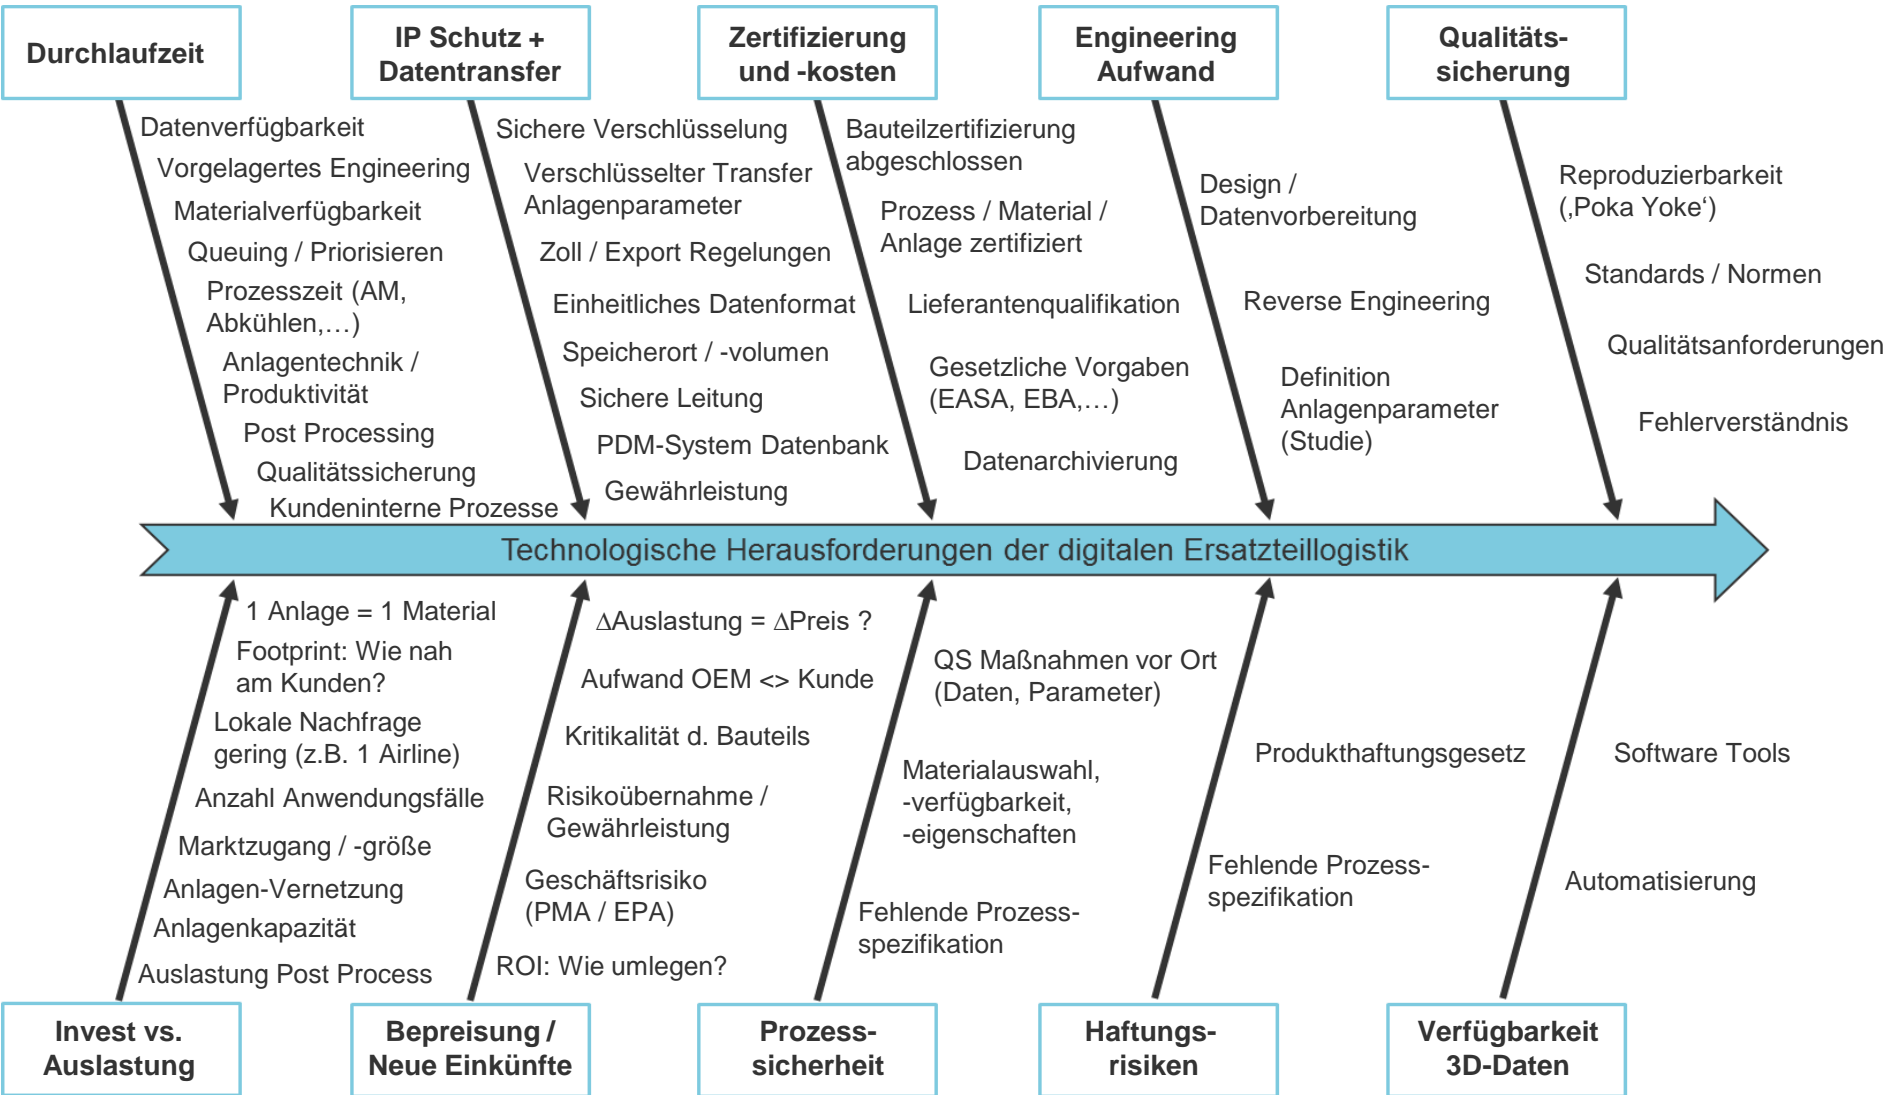 Durchlaufzeit
IP Schutz +
Datentransfer
Zertifizierung
und -kosten
Engineering
Aufwand
Qualitäts-
sicherung
Datenverfügbarkeit
Vorgelagertes Engineering
Materialverfügbarkeit
Queuing / Priorisieren
Prozesszeit (AM,
Abkühlen,…)
Anlagentechnik /
Produktivität
Post Processing
Qualitätssicherung
Kundeninterne Prozesse
Sichere Verschlüsselung
Verschlüsselter Transfer
Anlagenparameter
Zoll / Export Regelungen
Einheitliches Datenformat
Speicherort / -volumen
Sichere Leitung
PDM-System Datenbank
Gewährleistung
Bauteilzertifizierung
abgeschlossen
Prozess / Material /
Anlage zertifiziert
Lieferantenqualifikation
Gesetzliche Vorgaben
(EASA, EBA,…)
Datenarchivierung
Design /
Datenvorbereitung
Reverse Engineering
Definition
Anlagenparameter
(Studie)
Reproduzierbarkeit
(‚Poka Yoke‘)
Standards / Normen
Qualitätsanforderungen
Fehlerverständnis
Technologische Herausforderungen der digitalen Ersatzteillogistik
1 Anlage = 1 Material
Footprint: Wie nah
am Kunden?
Lokale Nachfrage
gering (z.B. 1 Airline)
Anzahl Anwendungsfälle
Marktzugang / -größe
Anlagen-Vernetzung
Anlagenkapazität
Auslastung Post Process
∆Auslastung = ∆Preis ?
Aufwand OEM <> Kunde
Kritikalität d. Bauteils
Risikoübernahme /
Gewährleistung
Geschäftsrisiko
(PMA / EPA)
ROI: Wie umlegen?
QS Maßnahmen vor Ort
(Daten, Parameter)
Materialauswahl,
-verfügbarkeit,
-eigenschaften
Fehlende Prozess-
spezifikation
Produkthaftungsgesetz
Fehlende Prozess-
spezifikation
Software Tools
Automatisierung
Invest vs.
Auslastung
Bepreisung /
Neue Einkünfte
Prozess-
sicherheit
Haftungs-
risiken
Verfügbarkeit
3D-Daten